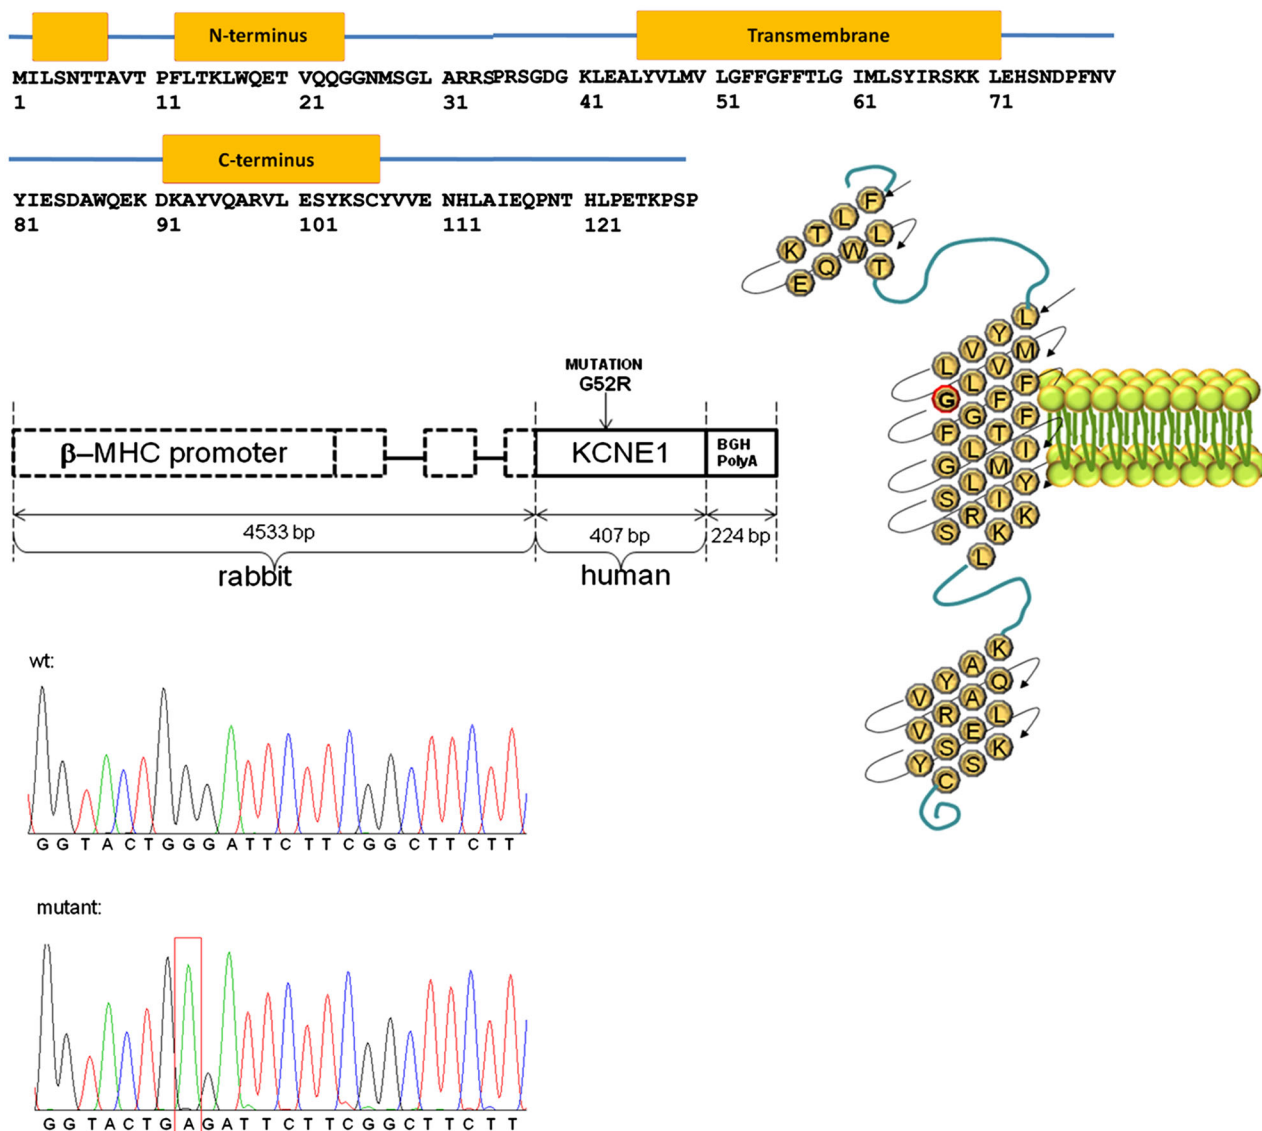 N-terminus Transmembrane
MILSNTTAVT PFLTKLWQET VQQGGNMSGL ARRSPRSGDG KLEALYVLMV LGFFGFFTLG IMLSYIRSKK LEHSNDPFNV
1 11 21 31 41 51 61 71
C-terminus
YIESDAWQEK DKAYVQARVL ESYKSCYVVE NHLAIEQPNT HLPETKPSP
81 91 101 111 121
F
L
T L
K W
Q T
E
L
Y
V M
L V
L F
G F
G F
F T
L I
G M
L Y
S I
R K
S K
L
K
A
Y Q
V A
R L
V E
S K
Y S
C
MUTATION
G52R
β–MHC promoter KCNE1 BGH
PolyA
4533 bp 407 bp 224 bp
rabbit human
wt:
G G T A C T G G G A T T C T T C G G C T T C T T
mutant:
G G T A C T G A G A T T C T T C G G C T T C T T